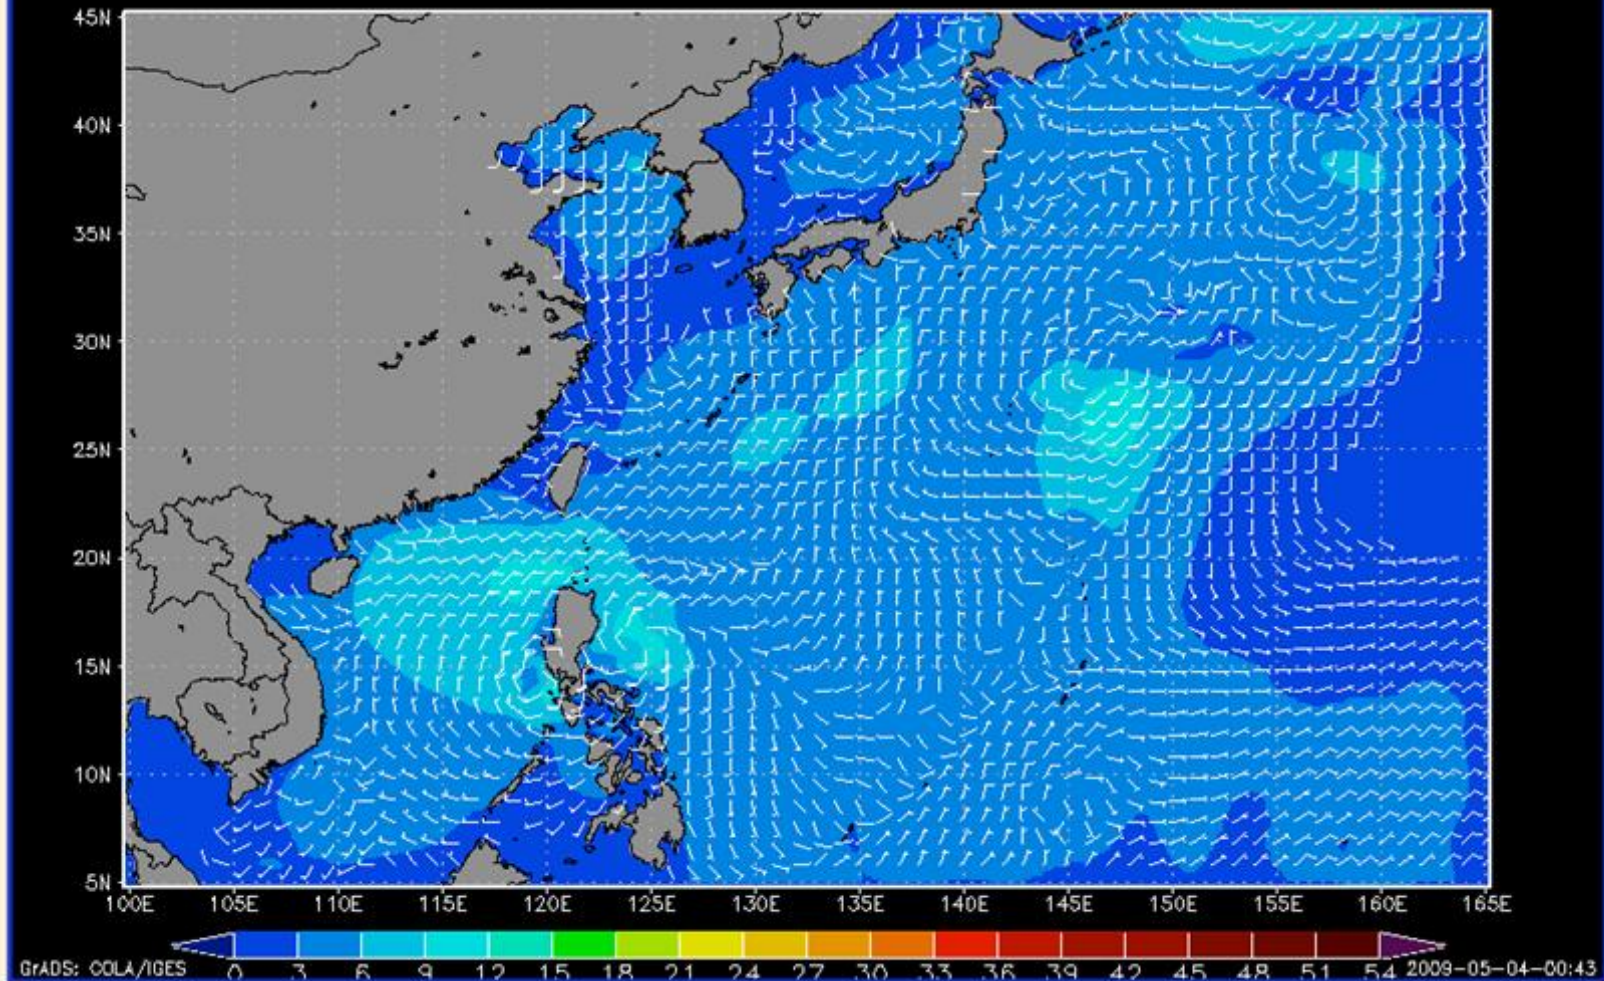 45N
40N
35N
30N
25N
20N
15N
10N
5N
100E 105E 110E 115E 120E 125E 130E 135E 140E 145E 150E 155E 160E 165E
0 3 6 9 12 15 18 21 24 27 30 33 36 39 42 45 48 51 54
GrADS: COLA/IGES 2009-05-04-00:43